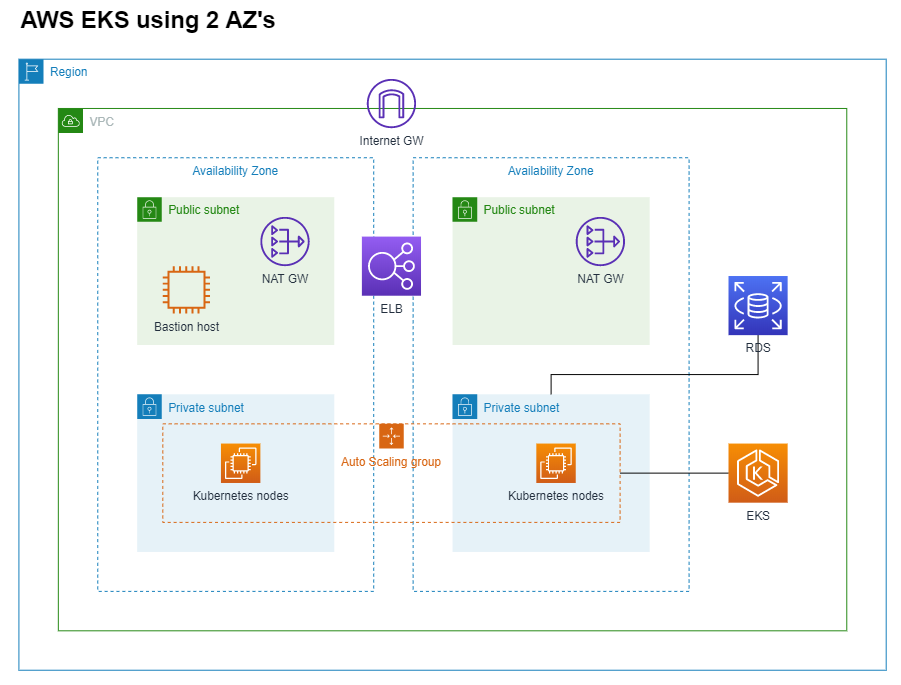 AWS EKS using 2 AZ's
Region
VPC
Internet GW
Availability Zone
Availability Zone
Public subnet
Public subnet
NAT GW
NAT GW
Bastion host
ELB
RDS
Private subnet
Private subnet
Auto Scaling group
Kubernetes nodes
Kubernetes nodes
K
EKS